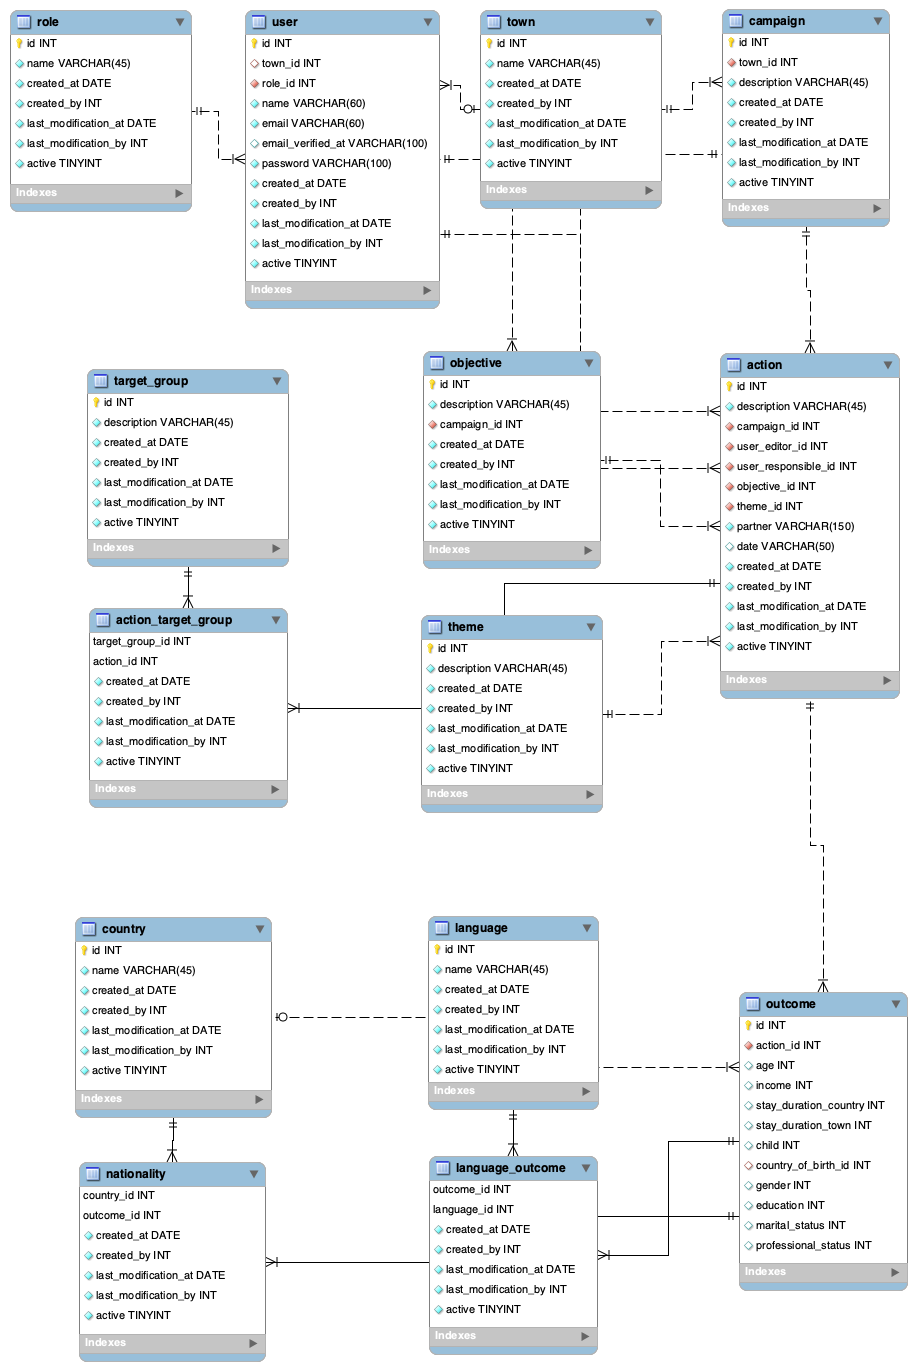 role
id INT
name VARCHAR(45)
created_at DATE
created_by INT
last_modification_at DATE
last_modification_by INT
active TINYINT
Indexes
user
id INT
town_id INT
role_id INT
name VARCHAR(60)
email VARCHAR(60)
email_verified_at VARCHAR(100)
password VARCHAR(100)
created_at DATE
created_by INT
last_modification_at DATE
last_modification_by INT
active TINYINT
Indexes
town
id INT
name VARCHAR(45)
created_at DATE
created_by INT
last_modification_at DATE
last_modification_by INT
active TINYINT
Indexes
campaign
id INT
town_id INT
description VARCHAR(45)
created_at DATE
created_by INT
last_modification_at DATE
last_modification_by INT
active TINYINT
Indexes
target_group
id INT
description VARCHAR(45)
created_at DATE
created_by INT
last_modification_at DATE
last_modification_by INT
active TINYINT
Indexes
objective
id INT
description VARCHAR(45)
campaign_id INT
created_at DATE
created_by INT
last_modification_at DATE
last_modification_by INT
active TINYINT
Indexes
action
id INT
description VARCHAR(45)
campaign_id INT
user_editor_id INT
user_responsible_id INT
objective_id INT
theme_id INT
partner VARCHAR(150)
date VARCHAR(50)
created_at DATE
created_by INT
last_modification_at DATE
last_modification_by INT
active TINYINT
Indexes
action_target_group
target_group_id INT
action_id INT
created_at DATE
created_by INT
last_modification_at DATE
last_modification_by INT
active TINYINT
Indexes
theme
id INT
description VARCHAR(45)
created_at DATE
created_by INT
last_modification_at DATE
last_modification_by INT
active TINYINT
Indexes
country
id INT
name VARCHAR(45)
created_at DATE
created_by INT
last_modification_at DATE
last_modification_by INT
active TINYINT
Indexes
language
id INT
name VARCHAR(45)
created_at DATE
created_by INT
last_modification_at DATE
last_modification_by INT
active TINYINT
Indexes
outcome
id INT
action_id INT
age INT
income INT
stay_duration_country INT
stay_duration_town INT
child INT
country_of_birth_id INT
gender INT
education INT
marital_status INT
professional_status INT
Indexes
nationality
country_id INT
outcome_id INT
created_at DATE
created_by INT
last_modification_at DATE
last_modification_by INT
active TINYINT
Indexes
language_outcome
outcome_id INT
language_id INT
created_at DATE
created_by INT
last_modification_at DATE
last_modification_by INT
active TINYINT
Indexes